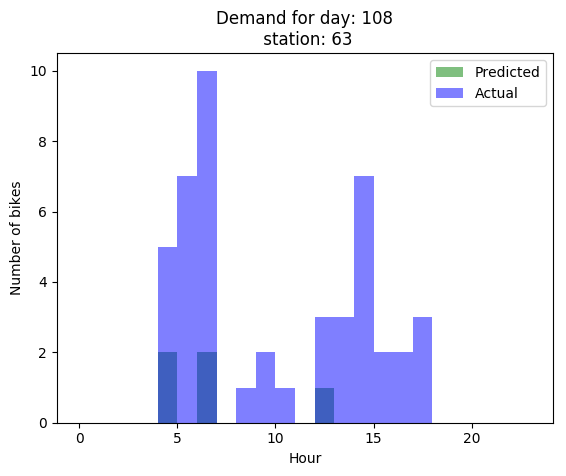 Demand for day: 108
station: 63
Predicted
Actual
Number of bikes
10
8
6
4
2
0
0
5
10
15
20
Hour